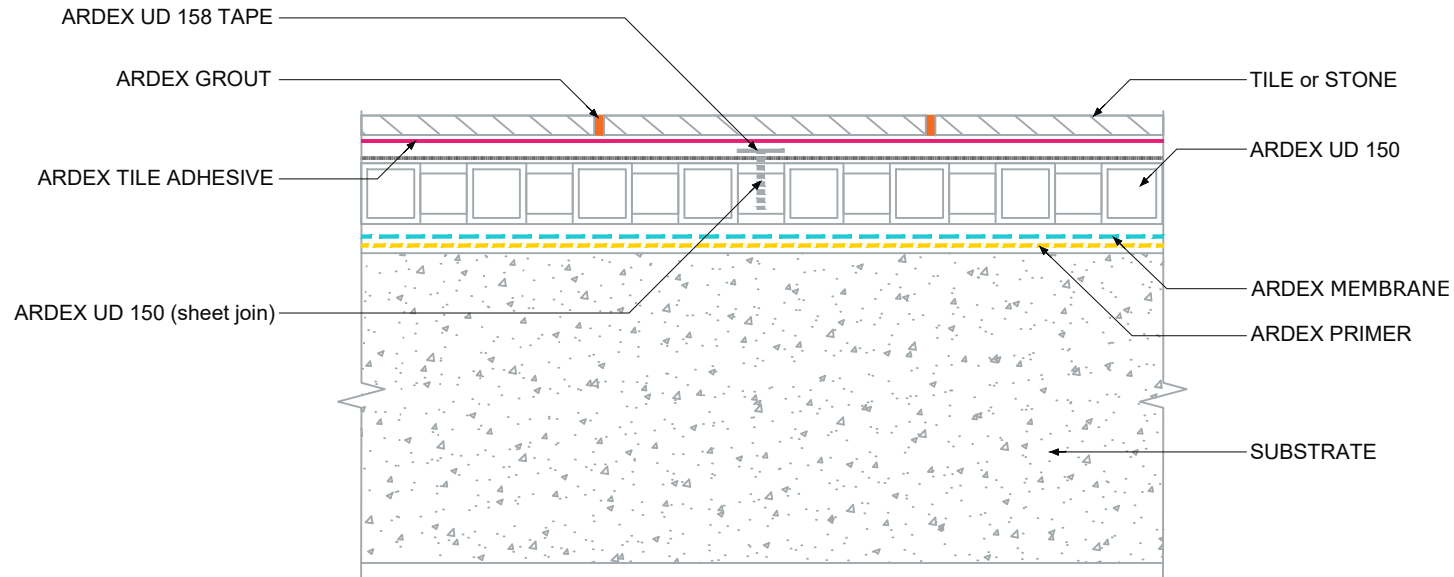 ARDEX UD 158 TAPE
ARDEX GROUT
TILE or STONE
ARDEX UD 150
ARDEX TILE ADHESIVE
ARDEX MEMBRANE
ARDEX UD 150 (sheet join)
ARDEX PRIMER
SUBSTRATE